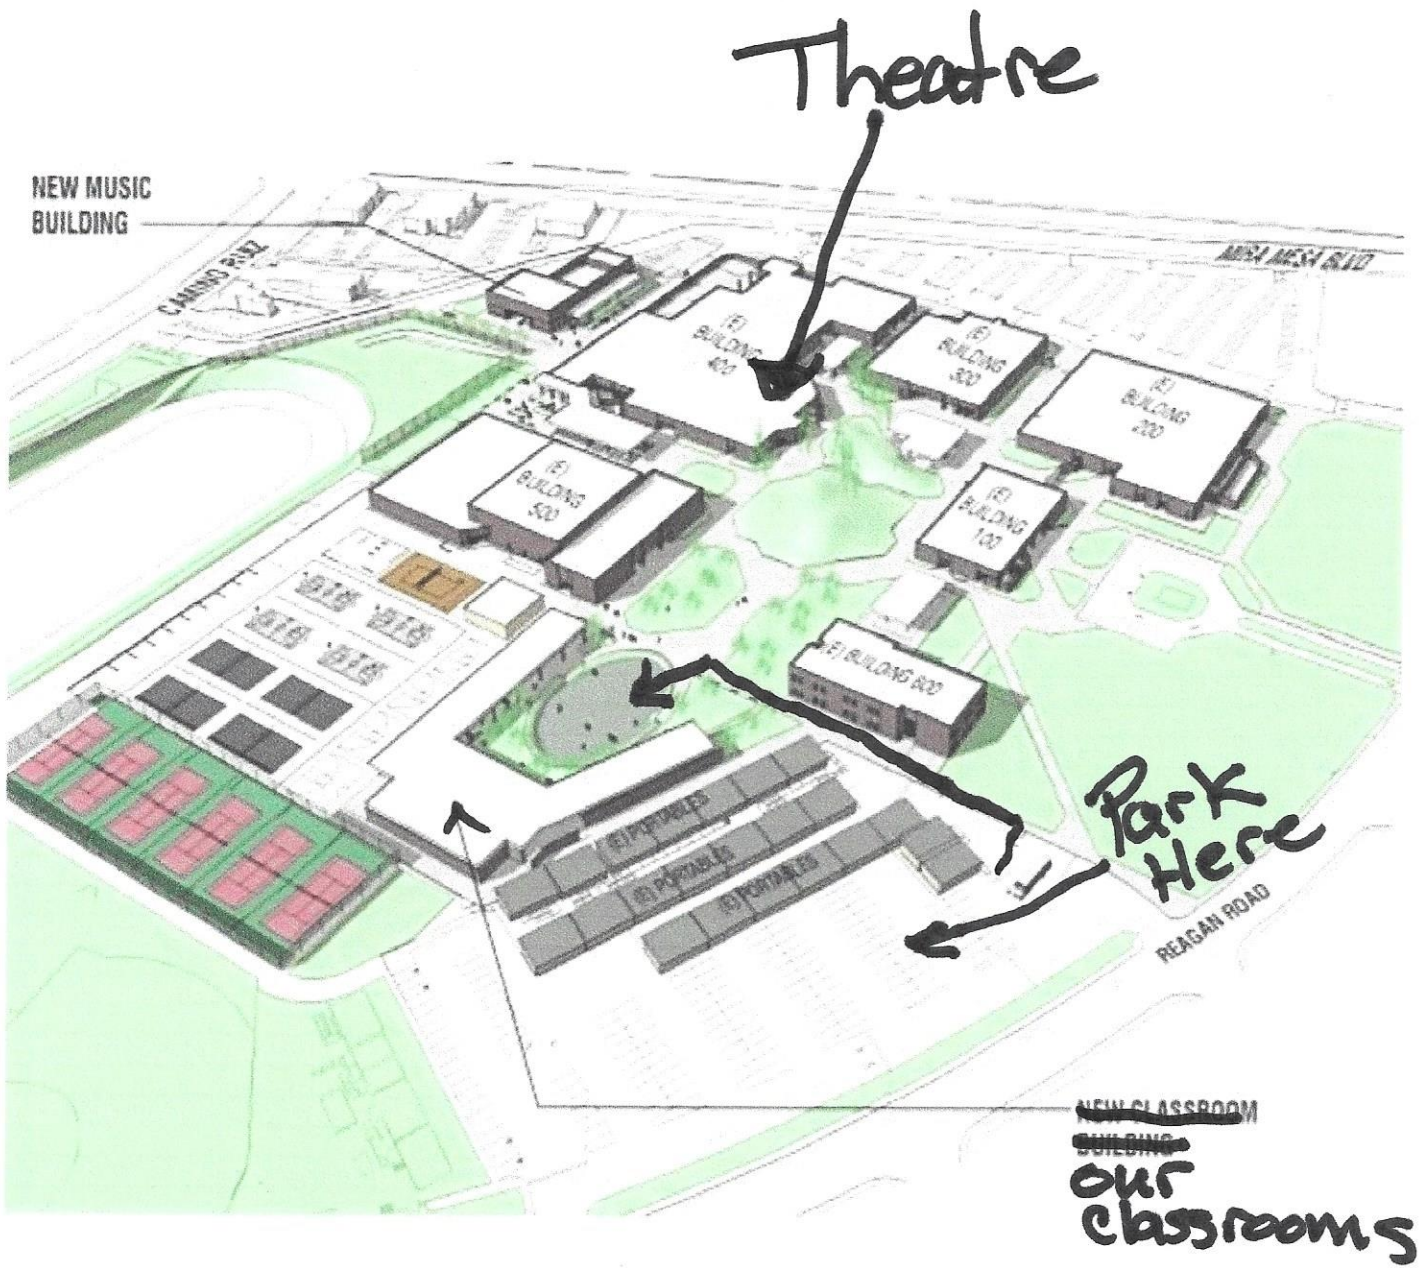 Theatre
NEW MUSIC
BUILDING
CAMINO RUIZ
MIRA MESA BLVD
(E)
BUILDING
400
(E)
BUILDING
300
(E)
BUILDING
200
(E)
BUILDING
500
(E)
BUILDING
100
(E) BUILDING 600
(E) PORTABLES
(E) PORTABLES
(E) PORTABLES
Park
Here
REAGAN ROAD
NEW CLASSROOM
BUILDING
our
classrooms